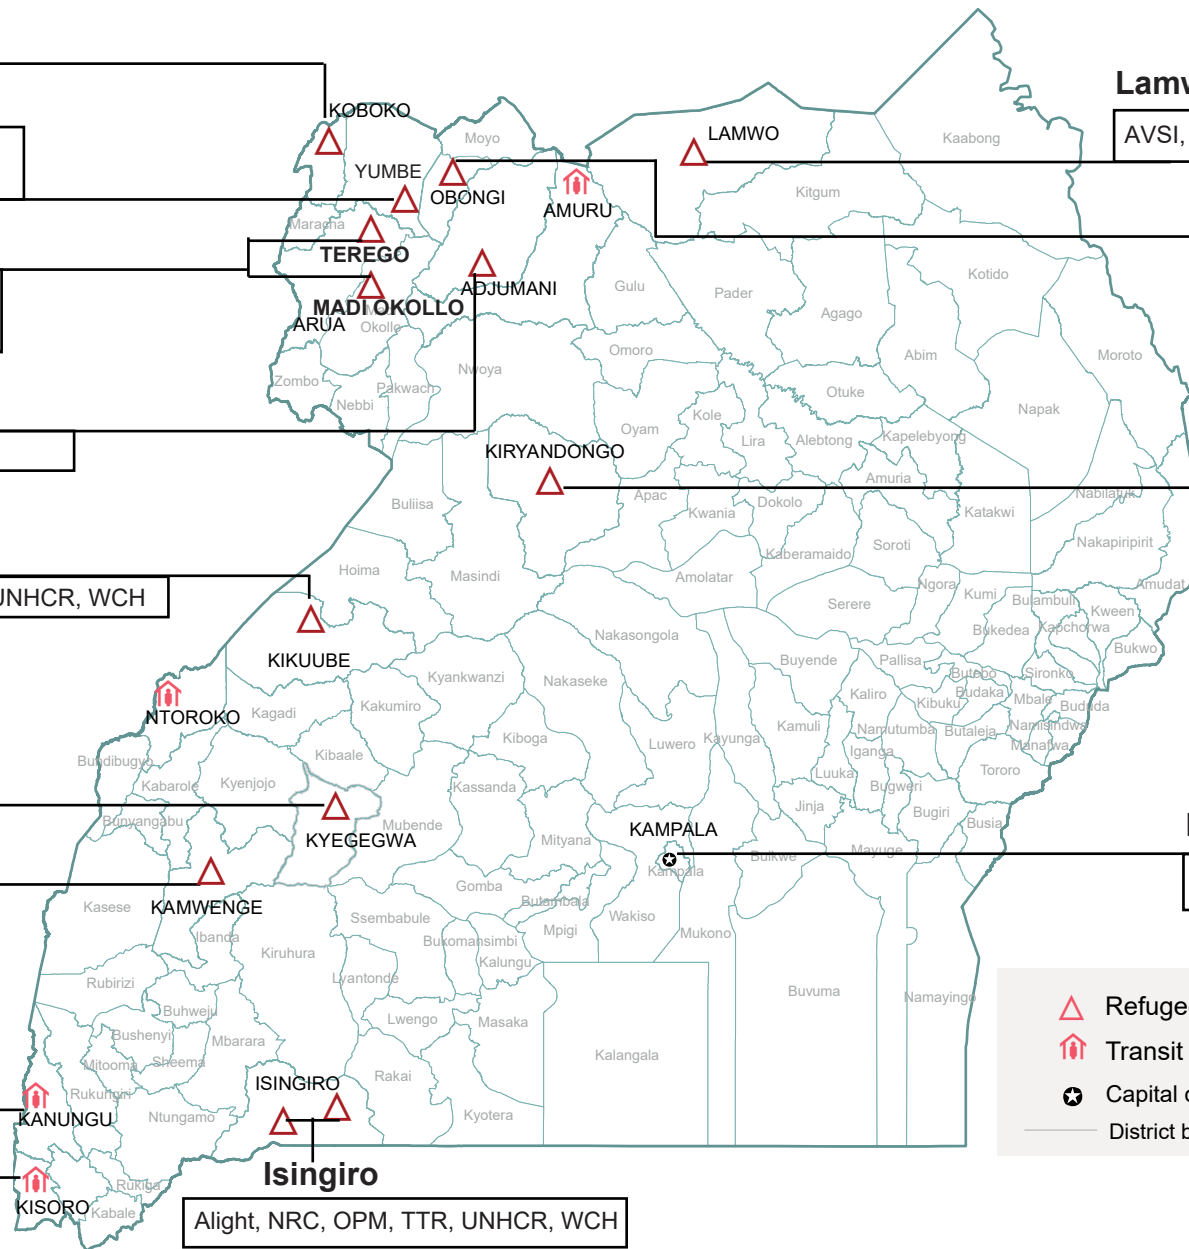 Lamw
KOBOKO
LAMWO
AVSI,
Moyo
Kaabong
YUMBE
OBONGI
AMURU
Kitgum
Maracha
TEREGO
ADJUMANI
Gulu
Pader
Kotido
MADI OKOLLO
ARUA
Okollo
Agago
Omoro
Abim
Moroto
Zombo
Pakwach
Nwoya
Nebbi
Otuke
Napak
Kole
Oyam
Lira
Alebtong
Kapelebyong
KIRYANDONGO
Amuria
Apac
Nabilatuk
Buliisa
Kwania
Dokolo
Katakwi
Kaberamaido
Soroti
Nakapiripirit
Hoima
Masindi
Amolatar
Ngora
Kumi
Amudat
UNHCR, WCH
Serere
Bulambuli
Kween
Bukedea
Kapchorwa
Nakasongola
Bukwo
KIKUUBE
Buyende
Pallisa
Kyankwanzi
Nakaseke
Butebo
Sironko
NTOROKO
Kagadi
Kakumiro
Kaliro
Kibuku
Budaka
Mbale
Bududa
Kiboga
Luwero
Kayunga
Kamuli
Namutumba
Butaleja
Namisindwa
Manafwa
Bundibugyo
Kibaale
Iganga
Kabarole
Kyenjojo
Kassanda
Luuka
Bugweri
Tororo
Bunyangabu
Mubende
Jinja
Bugiri
Busia
KYEGEGWA
Mityana
KAMPALA
Buikwe
Mayuge
Kampala
Kasese
KAMWENGE
Gomba
Butambala
Ssembabule
Wakiso
Ibanda
Kiruhura
Bukomansimbi
Mpigi
Mukono
Kalungu
Rubirizi
Lyantonde
Buvuma
Namayingo
Buhweju
Lwengo
Masaka
Refuge
Bushenyi
Mbarara
Kalangala
Transit
Mitooma
Sheema
Rakai
Rukungiri
ISINGIRO
Capital c
KANUNGU
Ntungamo
Kyotera
District b
Isingiro
Rukiga
KISORO
Kabale
Alight, NRC, OPM, TTR, UNHCR, WCH